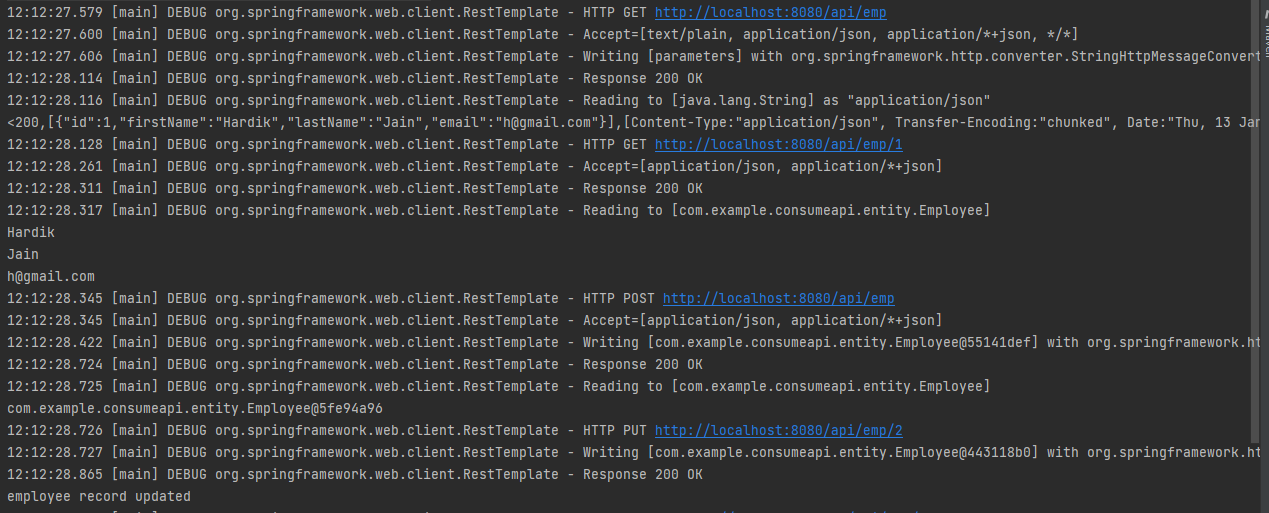 12:12:27.579 [main] DEBUG org.springframework.web.client.RestTemplate - HTTP GET http://localhost:8080/api/emp
12:12:27.600 [main] DEBUG org.springframework.web.client.RestTemplate - Accept=[text/plain, application/json, application/*+json, */*]
12:12:27.606 [main] DEBUG org.springframework.web.client.RestTemplate - Writing [parameters] with org.springframework.http.converter.StringHttpMessageConvert
12:12:28.114 [main] DEBUG org.springframework.web.client.RestTemplate - Response 200 OK
12:12:28.116 [main] DEBUG org.springframework.web.client.RestTemplate - Reading to [java.lang.String] as "application/json"
<200,[{"id":1,"firstName":"Hardik","lastName":"Jain","email":"h@gmail.com"}],[Content-Type:"application/json", Transfer-Encoding:"chunked", Date:"Thu, 13 Jan
12:12:28.128 [main] DEBUG org.springframework.web.client.RestTemplate - HTTP GET http://localhost:8080/api/emp/1
12:12:28.261 [main] DEBUG org.springframework.web.client.RestTemplate - Accept=[application/json, application/*+json]
12:12:28.311 [main] DEBUG org.springframework.web.client.RestTemplate - Response 200 OK
12:12:28.317 [main] DEBUG org.springframework.web.client.RestTemplate - Reading to [com.example.consumeapi.entity.Employee]
Hardik
Jain
h@gmail.com
12:12:28.345 [main] DEBUG org.springframework.web.client.RestTemplate - HTTP POST http://localhost:8080/api/emp
12:12:28.345 [main] DEBUG org.springframework.web.client.RestTemplate - Accept=[application/json, application/*+json]
12:12:28.422 [main] DEBUG org.springframework.web.client.RestTemplate - Writing [com.example.consumeapi.entity.Employee@55141def] with org.springframework.ht
12:12:28.724 [main] DEBUG org.springframework.web.client.RestTemplate - Response 200 OK
12:12:28.725 [main] DEBUG org.springframework.web.client.RestTemplate - Reading to [com.example.consumeapi.entity.Employee]
com.example.consumeapi.entity.Employee@5fe94a96
12:12:28.726 [main] DEBUG org.springframework.web.client.RestTemplate - HTTP PUT http://localhost:8080/api/emp/2
12:12:28.727 [main] DEBUG org.springframework.web.client.RestTemplate - Writing [com.example.consumeapi.entity.Employee@443118b0] with org.springframework.ht
12:12:28.865 [main] DEBUG org.springframework.web.client.RestTemplate - Response 200 OK
employee record updated